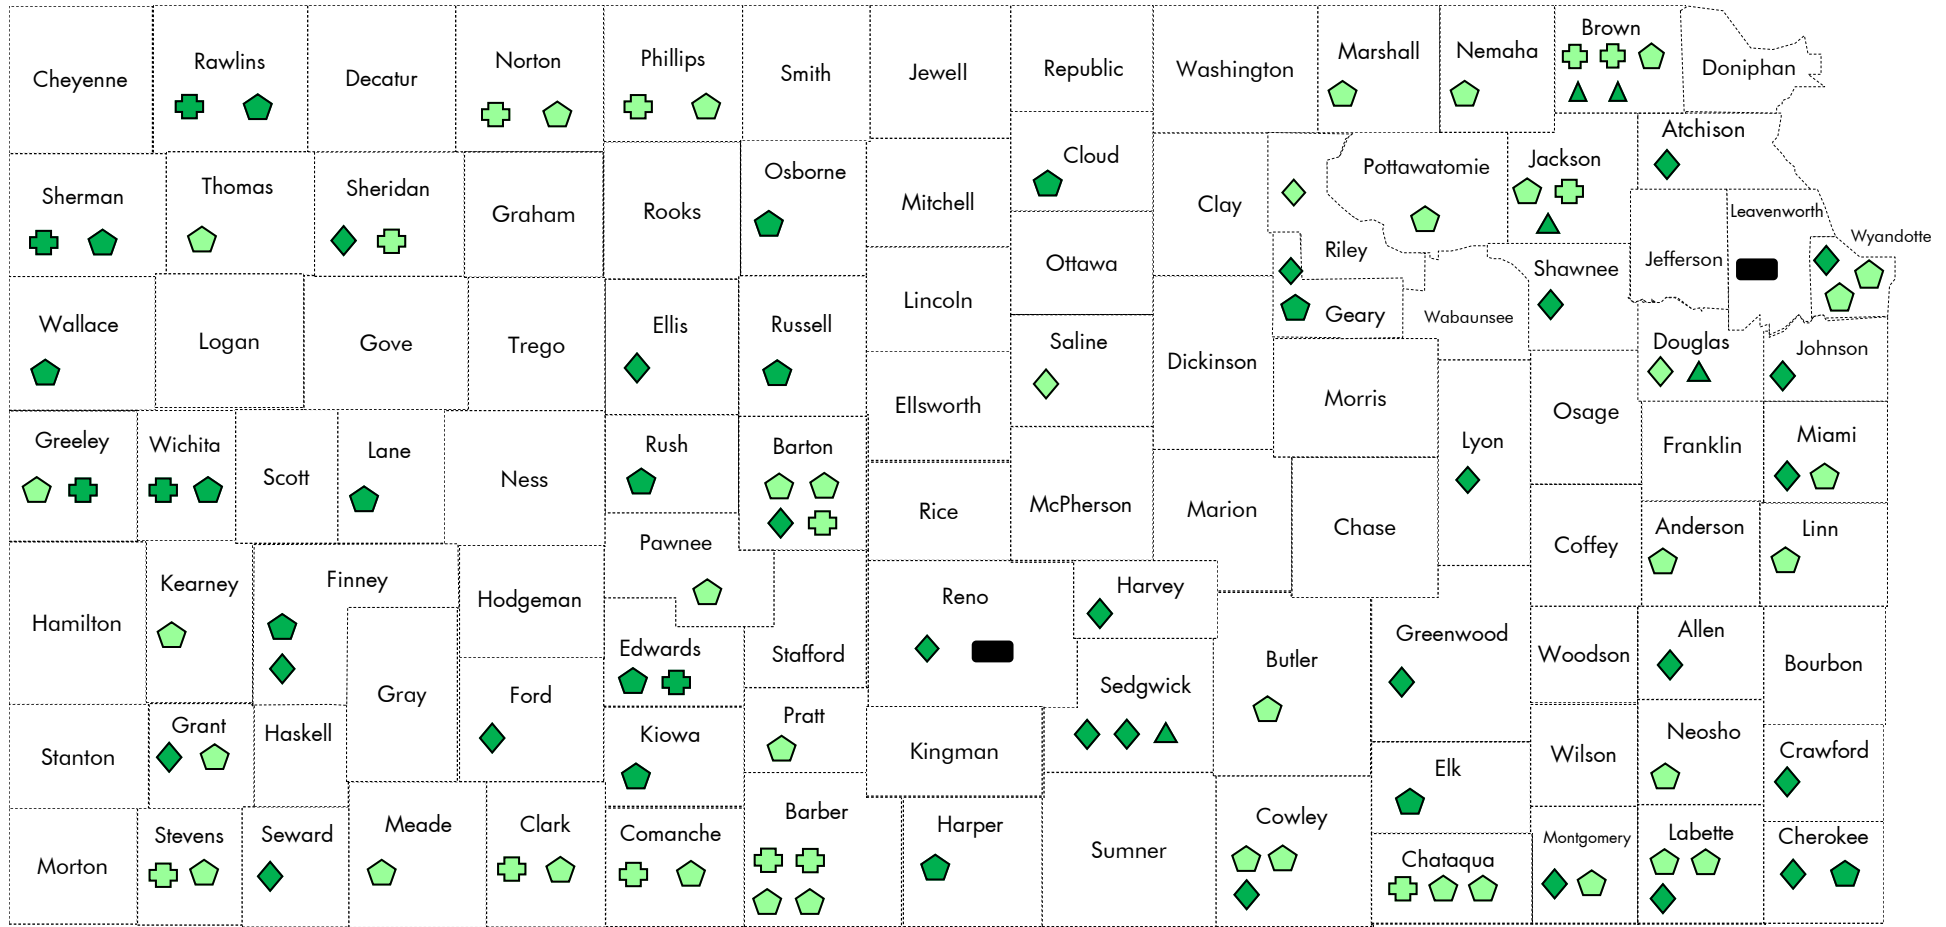 Cheyenne
Rawlins
Decatur
Norton
Phillips
Smith
Jewell
Republic
Washington
Marshall
Nemaha
Brown
Doniphan
Sherman
Thomas
Sheridan
Graham
Rooks
Osborne
Mitchell
Cloud
Clay
Riley
Pottawatomie
Jackson
Atchison
Jefferson
Leavenworth
Wyandotte
Wallace
Logan
Gove
Trego
Ellis
Russell
Lincoln
Ottawa
Saline
Dickinson
Geary
Wabaunsee
Shawnee
Douglas
Johnson
Greeley
Wichita
Scott
Lane
Ness
Rush
Barton
Ellsworth
Rice
McPherson
Marion
Morris
Chase
Lyon
Osage
Franklin
Miami
Coffey
Anderson
Linn
Hamilton
Kearney
Finney
Hodgeman
Pawnee
Edwards
Stafford
Reno
Harvey
Sedgwick
Butler
Greenwood
Woodson
Allen
Bourbon
Stanton
Grant
Haskell
Gray
Ford
Kiowa
Pratt
Kingman
Elk
Wilson
Neosho
Crawford
Morton
Stevens
Seward
Meade
Clark
Comanche
Barber
Harper
Sumner
Cowley
Chataqua
Montgomery
Labette
Cherokee